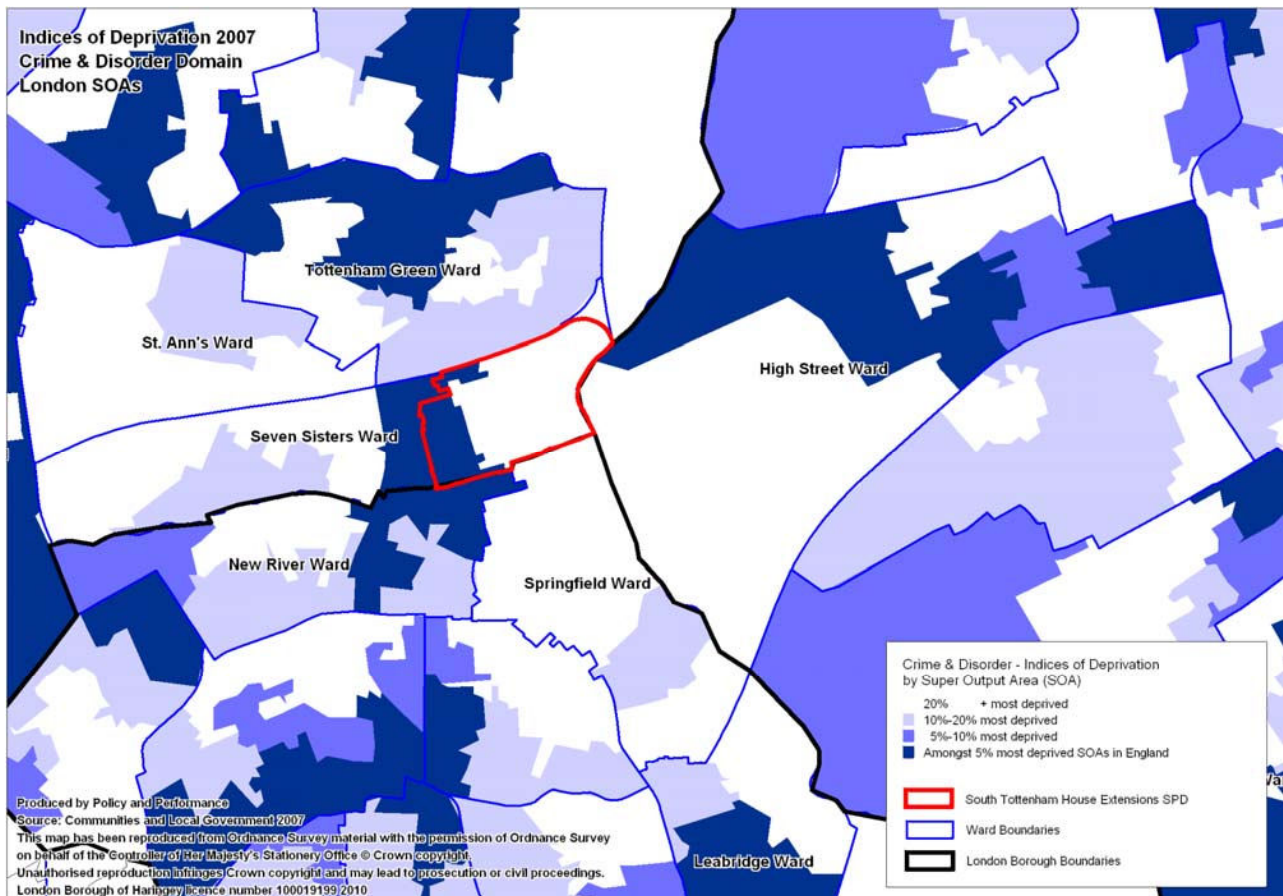 Indices of Deprivation 2007
Crime & Disorder Domain
London SOAs
Tottenham Green Ward
St. Ann's Ward
High Street Ward
Seven Sisters Ward
New River Ward
Springfield Ward
Leabridge Ward
Crime & Disorder - Indices of Deprivation
by Super Output Area (SOA)
20% + most deprived
10%-20% most deprived
5%-10% most deprived
Amongst 5% most deprived SOAs in England
South Tottenham House Extensions SPD
Ward Boundaries
London Borough Boundaries
Produced by Policy and Performance
Source: Communities and Local Government 2007
This map has been reproduced from Ordnance Survey material with the permission of Ordnance Survey
on behalf of the Controller of Her Majesty's Stationery Office © Crown copyright.
Unauthorised reproduction infringes Crown copyright and may lead to prosecution or civil proceedings.
London Borough of Haringey licence number 100019199 2010